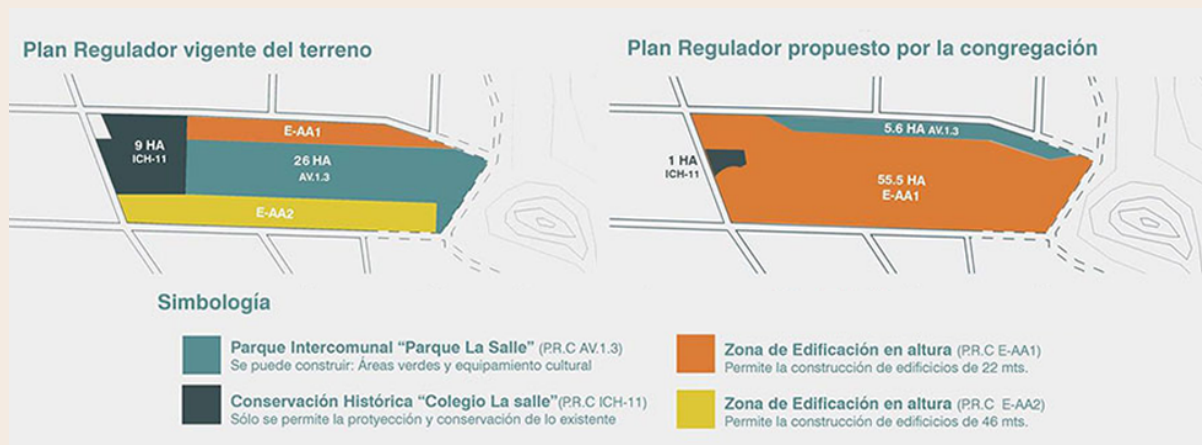 Plan Regulador vigente del terreno
9 HA
ICH-11
E-AA1
26 HA
AV.1.3
E-AA2
Plan Regulador propuesto por la congregación
5.6 HA AV.1.3
1 HA
ICH-11
55.5 HA
E-AA1
Simbología
Parque Intercomunal “Parque La Salle” (P.R.C AV.1.3)
Se puede construir: Áreas verdes y equipamiento cultural
Conservación Histórica “Colegio La salle”(P.R.C ICH-11)
Sólo se permite la protyección y conservación de lo existente
Zona de Edificación en altura (P.R.C E-AA1)
Permite la construcción de edificicios de 22 mts.
Zona de Edificación en altura (P.R.C E-AA2)
Permite la construcción de edificicios de 46 mts.